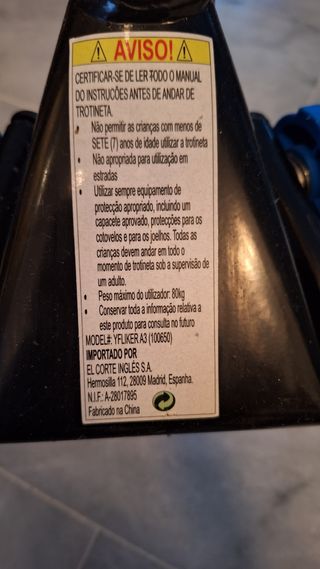 AVISO!
CERTIFICAR-SE DE LER TODO O MANUAL
DO INSTRUCÕES ANTES DE ANDAR DE
TROTINETA.
• Não permitir as crianças com menos de
SETE (7) anos de idade utilizar a trotineta
• Não apropriada para utilização em
estradas
• Utilizar sempre equipamento de
protecção apropriado, incluindo um
capacete aprovado, protecções para os
cotovelos e para os joelhos. Todas as
crianças devem andar em todo o
momento de trotineta sob a supervisão de
um adulto.
• Peso máximo do utilizador: 80kg
• Conservar toda a informação relativa a
este produto para consulta no futuro
MODEL#: YFLIKER A3 (100650)
IMPORTADO POR
EL CORTE INGLÉS S.A.
Hermosilla 112, 28009 Madrid, Espanha.
N.I.F.: A-28017895
Fabricado na China